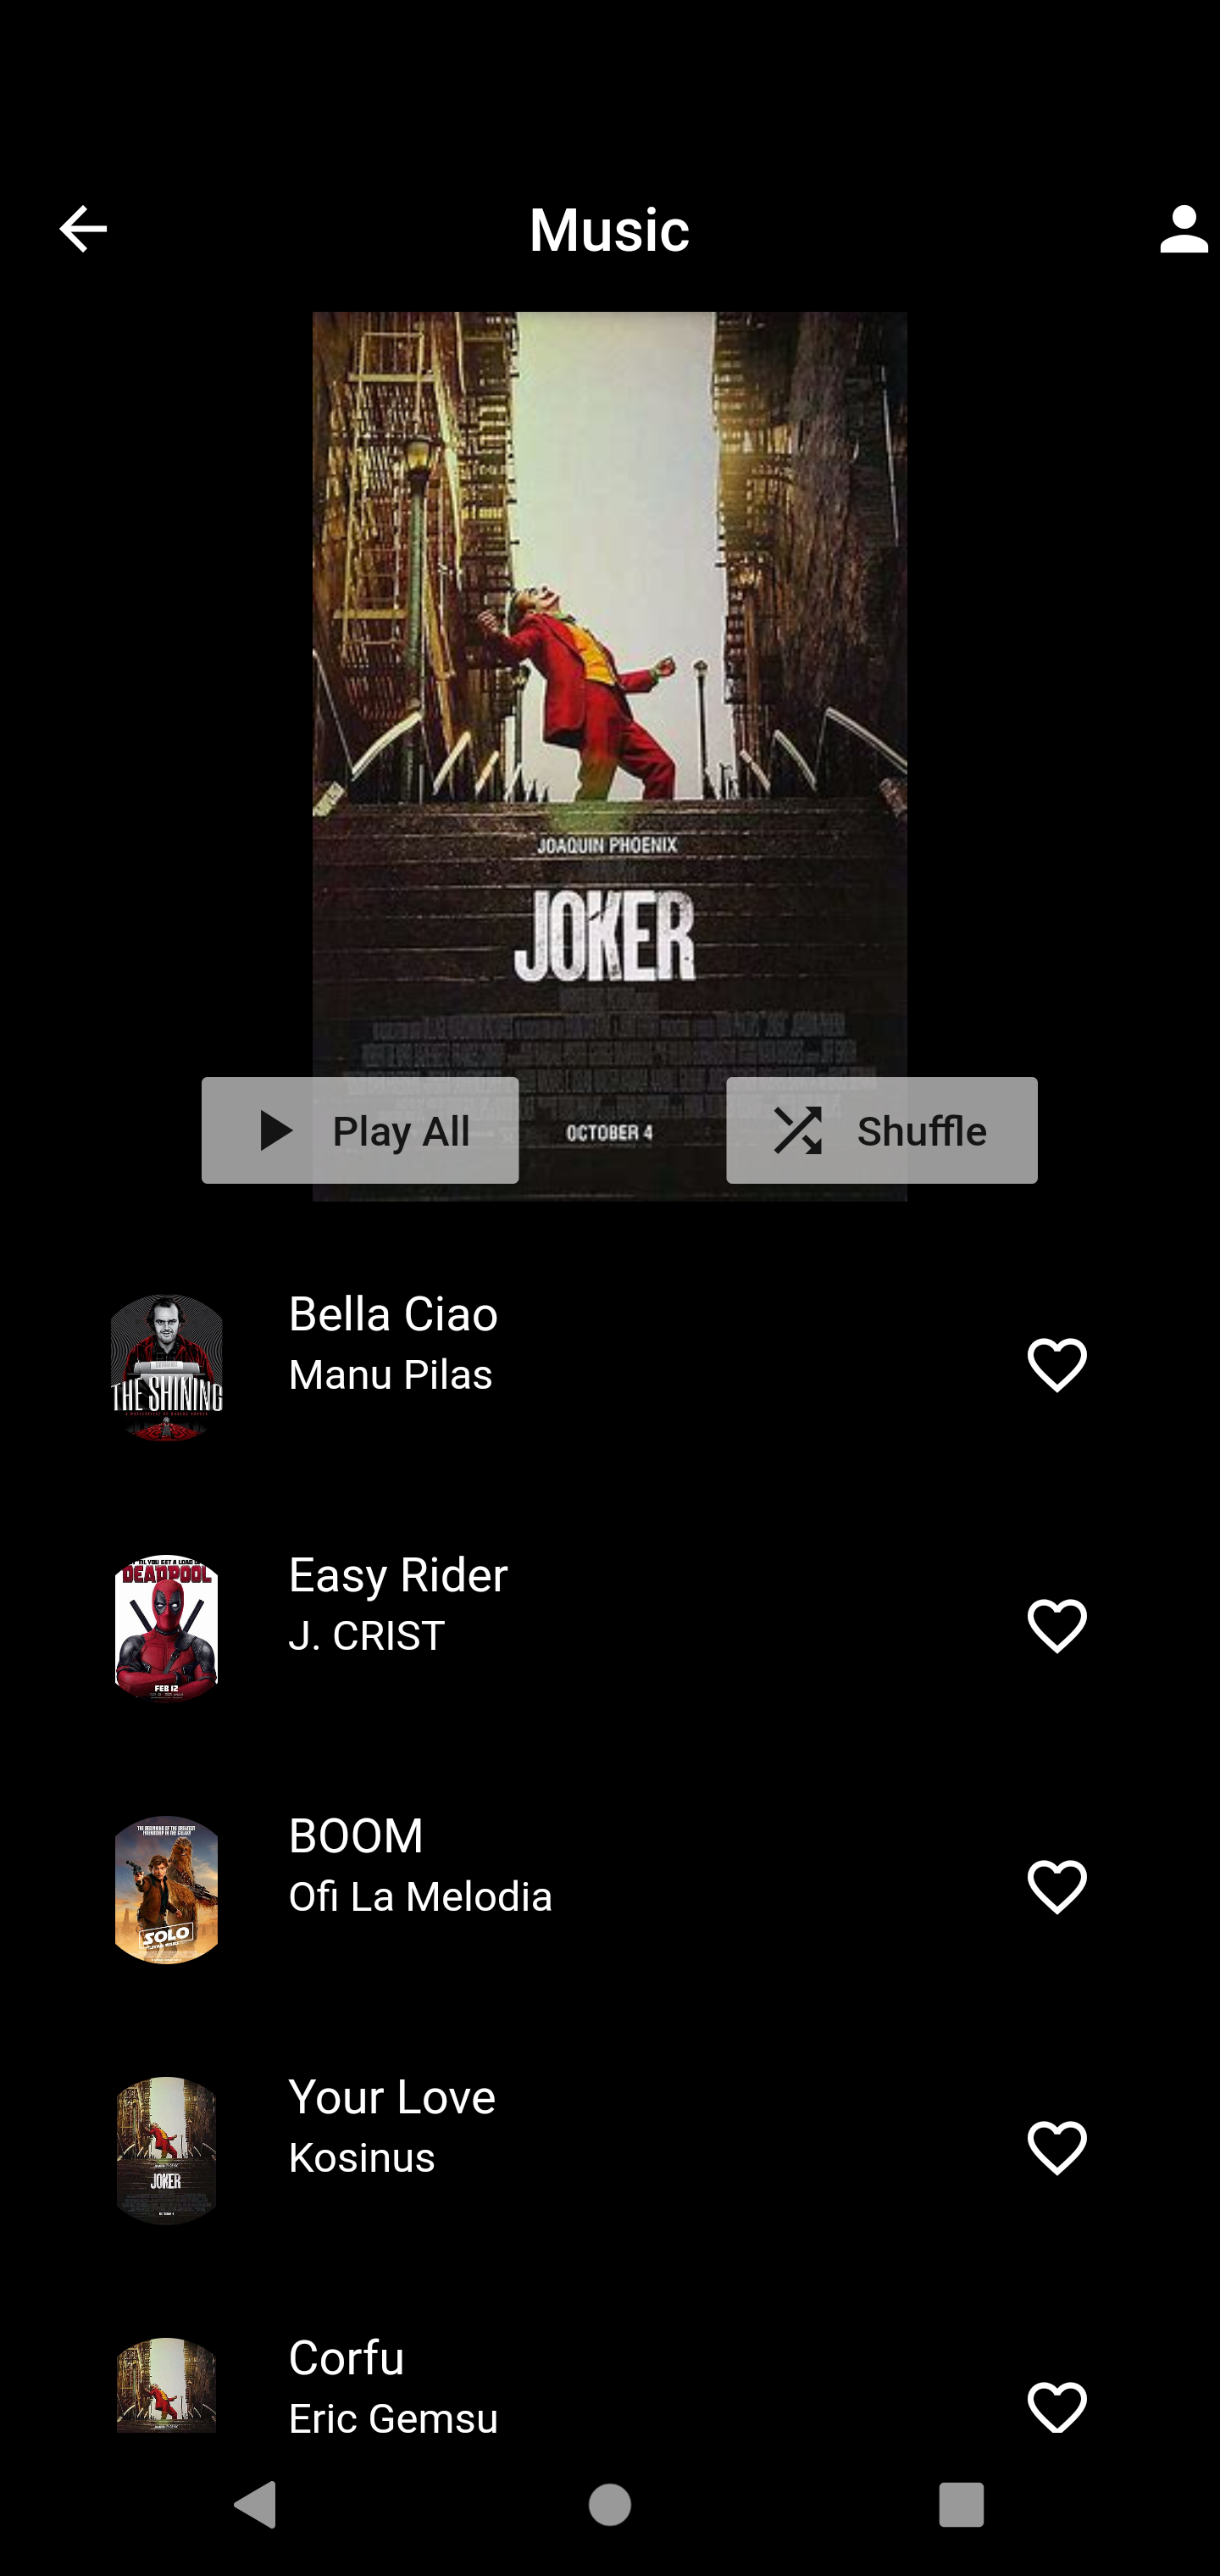 Music
JOAQUIN PHOENIX
JOKER
Play All
OCTOBER 4
Shuffle
Bella Ciao
Manu Pilas
THE SHINING
Easy Rider
J. CRIST
DEADPOOL
FEB 12
BOOM
Ofi La Melodia
SOLO
Your Love
Kosinus
JOKER
Corfu
Eric Gemsu